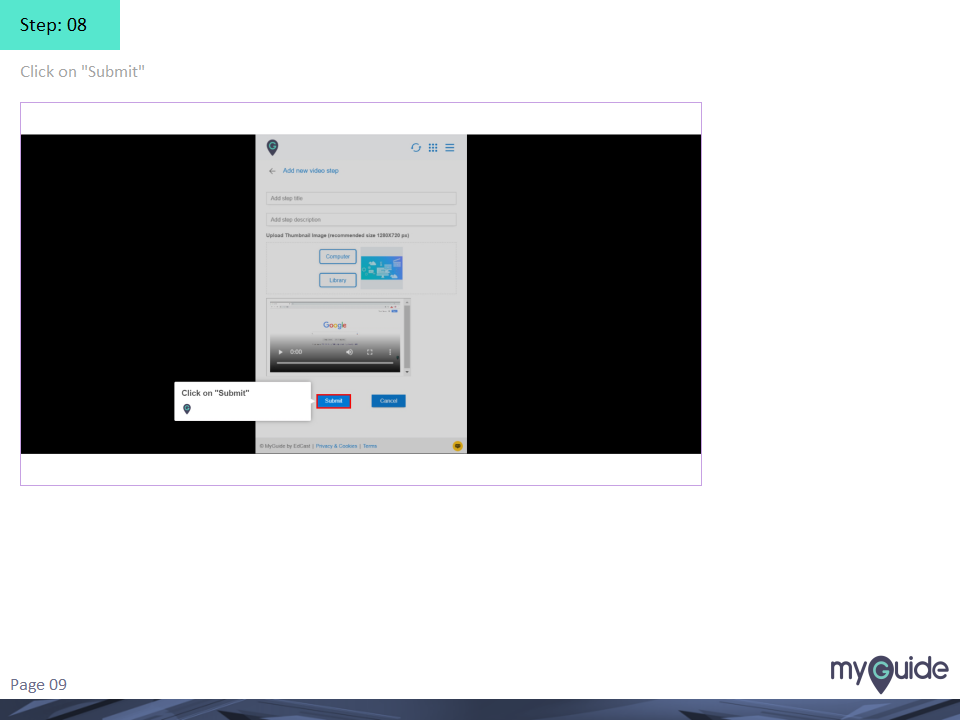 Step: 08
Click on "Submit"
Add new video step
Add step title
Add step description
Upload Thumbnail Image (recommended size 1280X720 px)
Computer
Library
Google
0:00
Click on "Submit"
Submit
Cancel
© MyGuide by EdCast | Privacy & Cookies | Terms
myGuide
Page 09